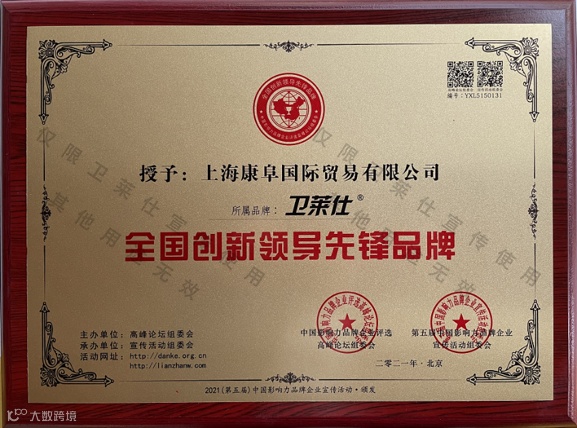 编号:YXL5150131
授予：上海康阜国际贸易有限公司
所属品牌：卫莱仕®
全国创新领导先锋品牌
仅限卫莱仕宣传使用
其他用途无效
主办单位：高峰论坛组委会
承办单位：宣传活动组委会
活动网址：http://danke.org.cn
http://lianzhanw.com
中国影响力品牌企业评选
高峰论坛组委会
第五届中国影响力品牌企业
宣传活动组委会
二〇二一年·北京
2021(第五届)中国影响力品牌企业宣传活动·颁发
大数跨境